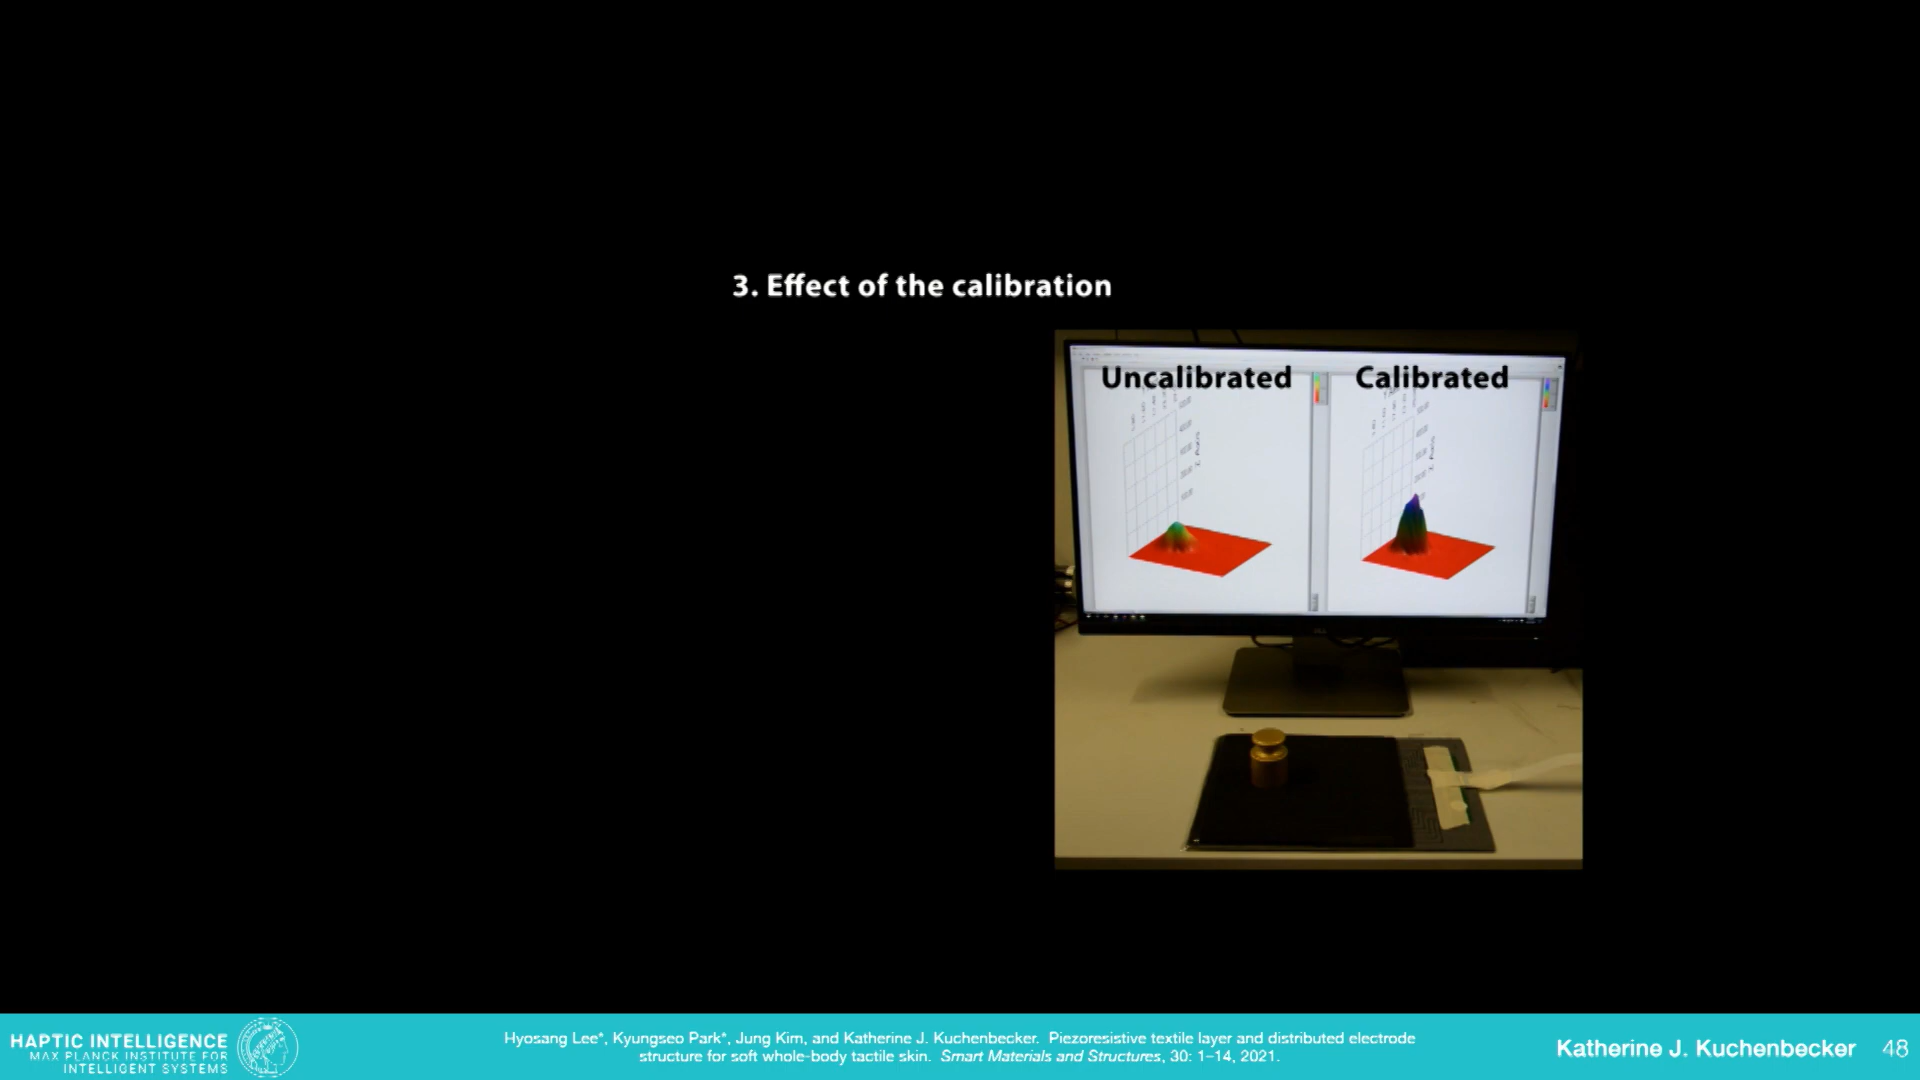 3. Effect of the calibration
Uncalibrated
Calibrated
HAPTIC INTELLIGENCE
MAX PLANCK INSTITUTE FOR
INTELLIGENT SYSTEMS
Hyosang Lee*, Kyungseo Park*, Jung Kim, and Katherine J. Kuchenbecker. Piezoresistive textile layer and distributed electrode
structure for soft whole-body tactile skin. Smart Materials and Structures, 30: 1–14, 2021.
Katherine J. Kuchenbecker 48